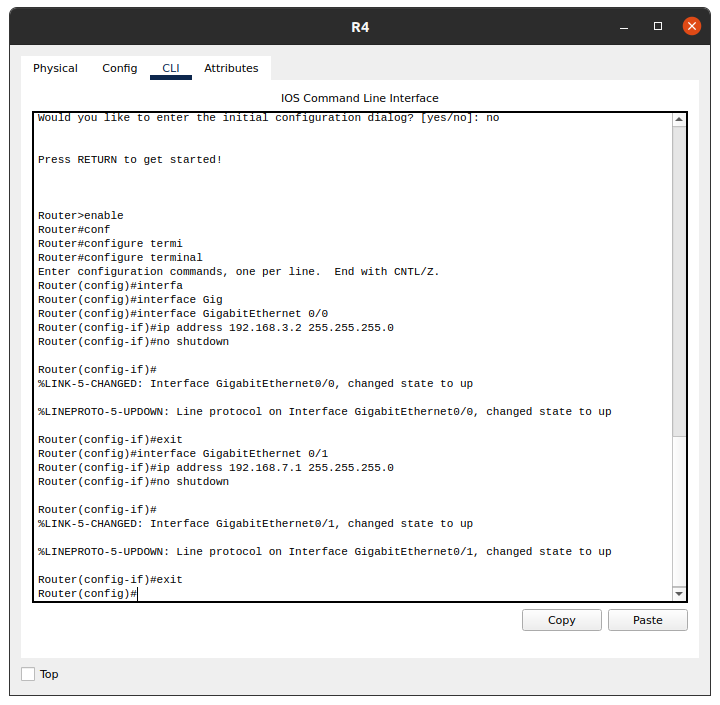 R4
Physical Config CLI Attributes
IOS Command Line Interface
Would you like to enter the initial configuration dialog? [yes/no]: no
Press RETURN to get started!
Router>enable
Router#conf
Router#configure termi
Router#configure terminal
Enter configuration commands, one per line.  End with CNTL/Z.
Router(config)#interfa
Router(config)#interface Gig
Router(config)#interface GigabitEthernet 0/0
Router(config-if)#ip address 192.168.3.2 255.255.255.0
Router(config-if)#no shutdown
Router(config-if)#
%LINK-5-CHANGED: Interface GigabitEthernet0/0, changed state to up
%LINEPROTO-5-UPDOWN: Line protocol on Interface GigabitEthernet0/0, changed state to up
Router(config-if)#exit
Router(config)#interface GigabitEthernet 0/1
Router(config-if)#ip address 192.168.7.1 255.255.255.0
Router(config-if)#no shutdown
Router(config-if)#
%LINK-5-CHANGED: Interface GigabitEthernet0/1, changed state to up
%LINEPROTO-5-UPDOWN: Line protocol on Interface GigabitEthernet0/1, changed state to up
Router(config-if)#exit
Router(config)#
Copy Paste
Top